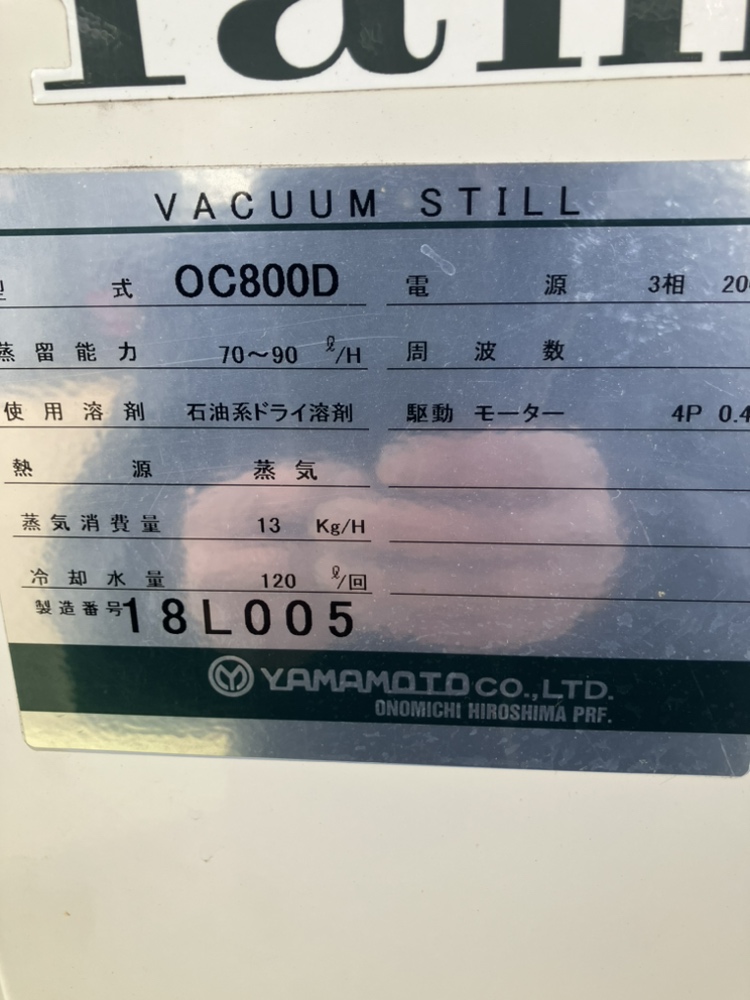 VACUUM STILL
式 OC800D
蒸留能力 70～90 ℓ/H
使用溶剤 石油系ドライ溶剤
熱源 蒸気
蒸気消費量 13 Kg/H
冷却水量 120 ℓ/回
製造番号 18L005
電源 3相
周波数
駆動モーター 4P
YAMAMOTO CO.,LTD.
ONOMICHI HIROSHIMA PRF.